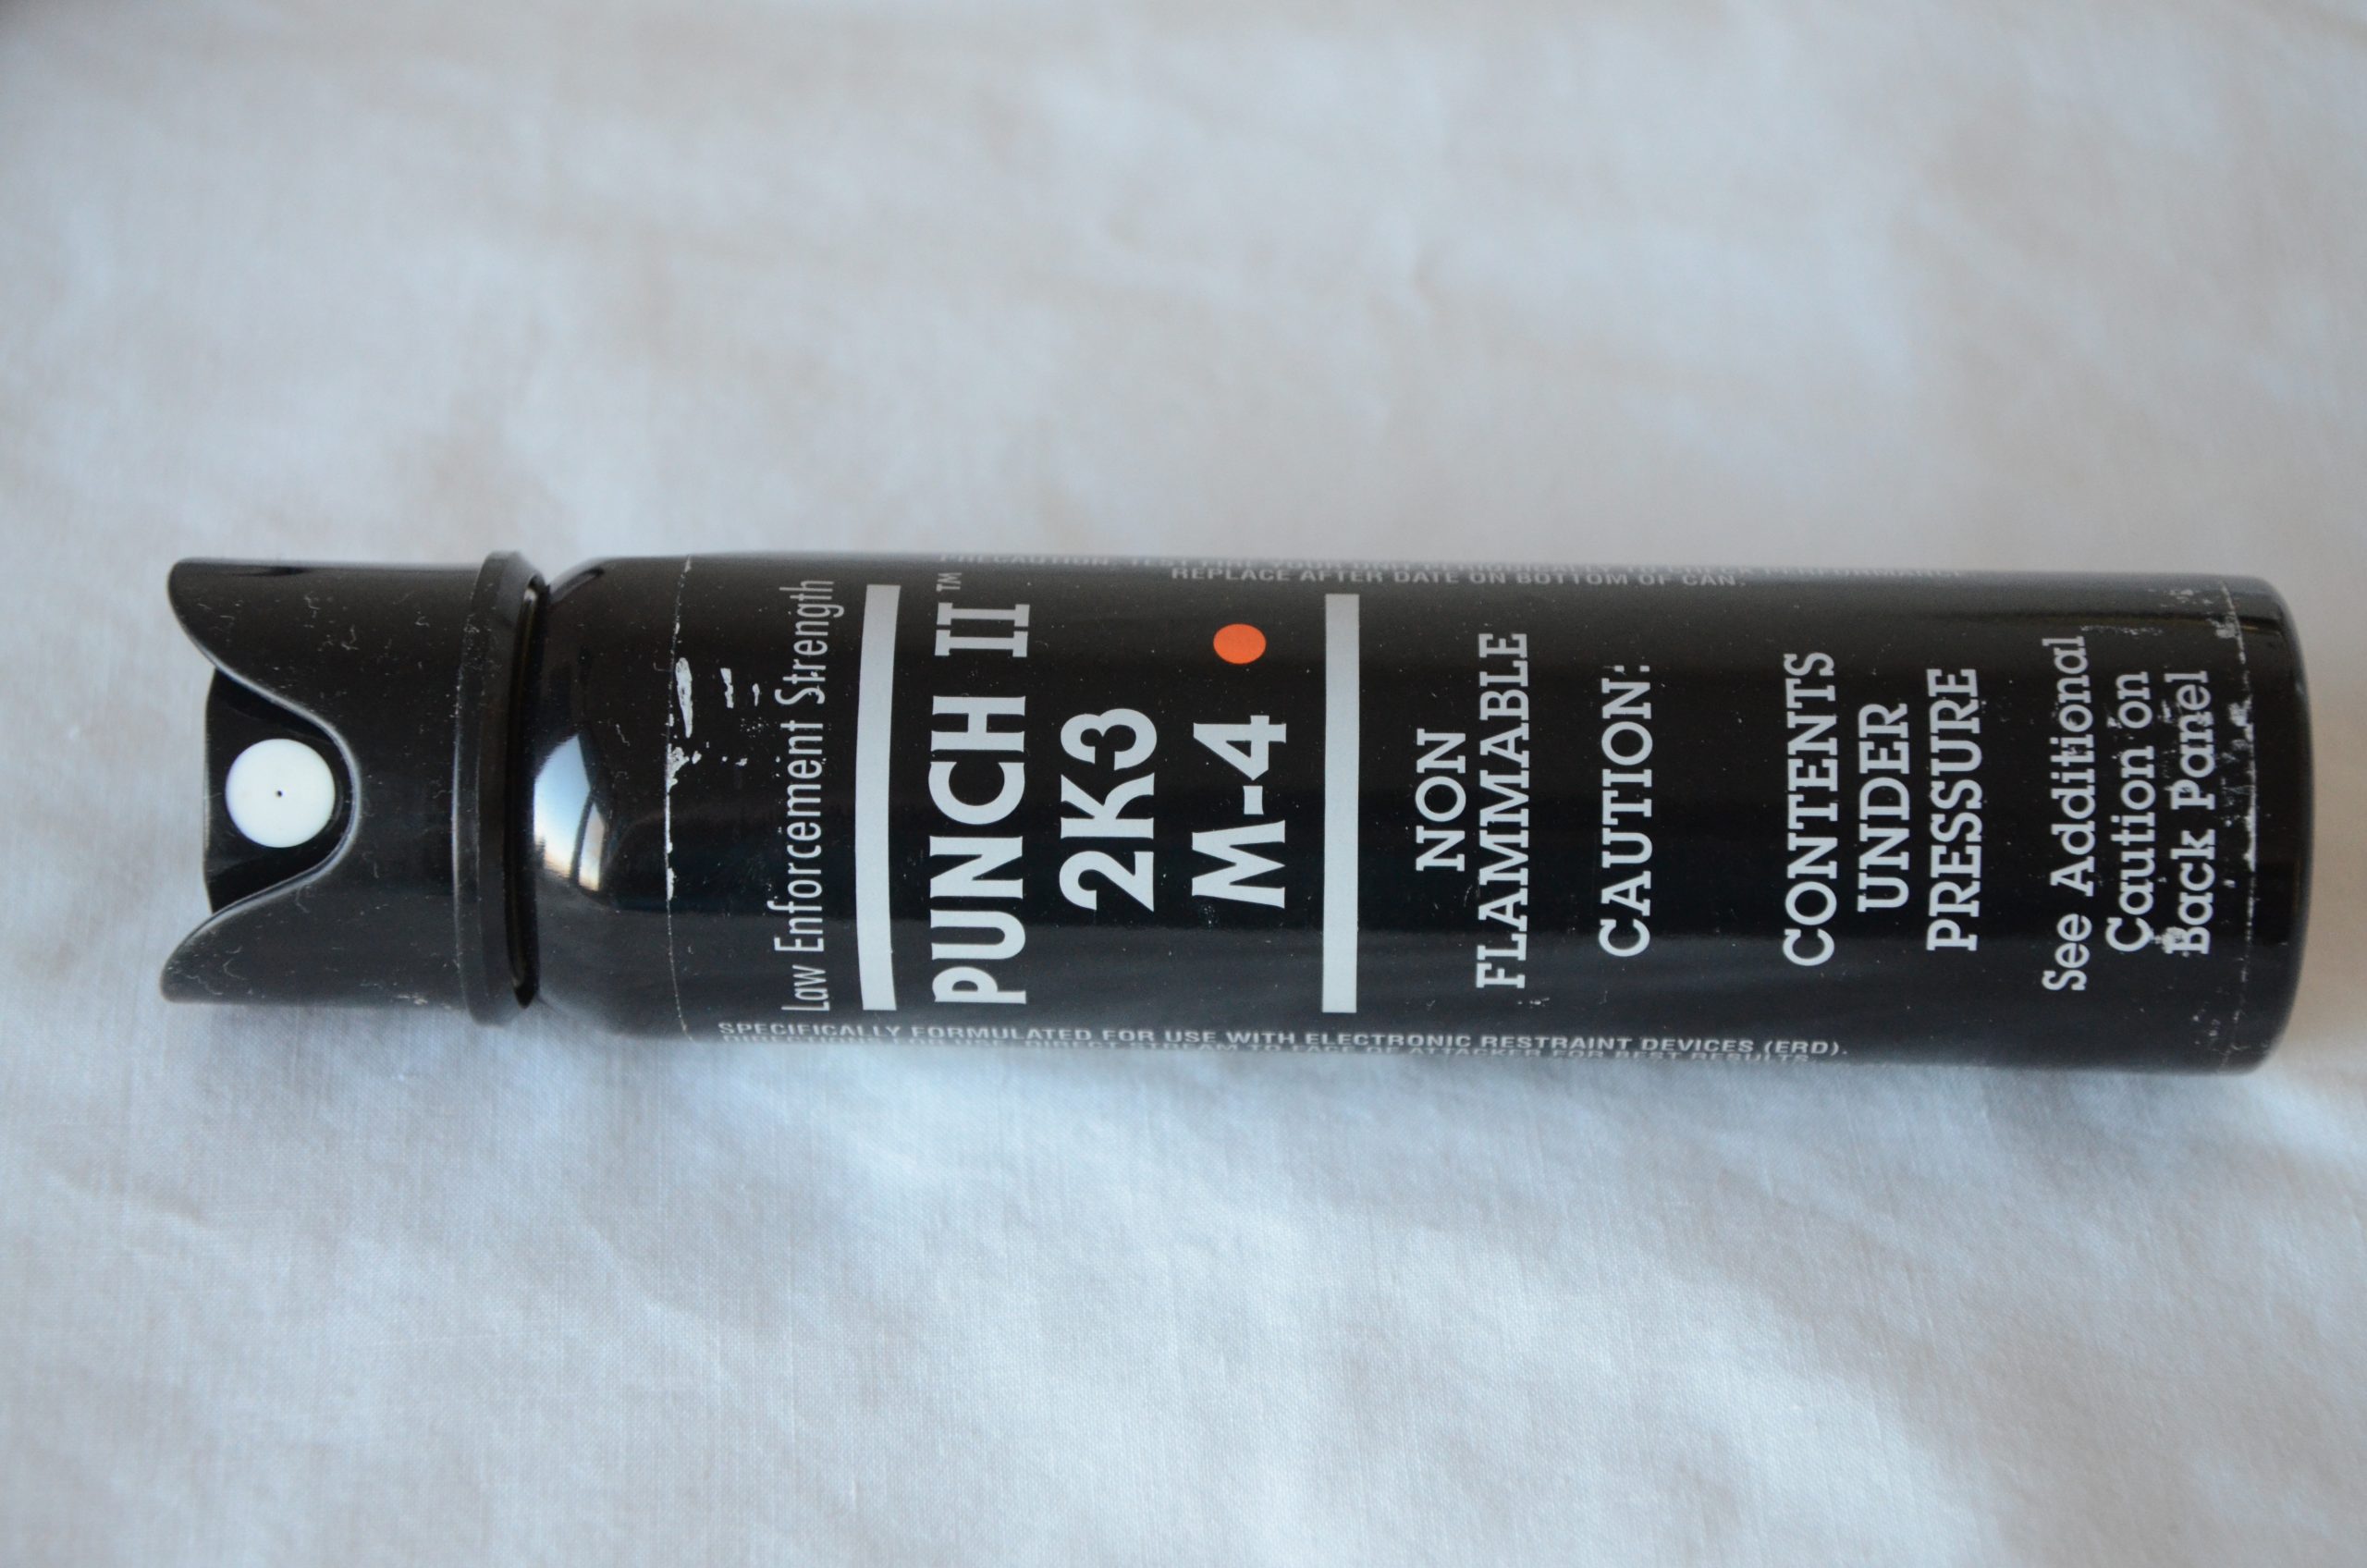 Law Enforcement Strength
PUNCH II™
2K3
M-4
NON
FLAMMABLE
CAUTION:
CONTENTS
UNDER
PRESSURE
See Additional
Caution on
Back Panel
REPLACE AFTER DATE ON BOTTOM OF CAN.
SPECIFICALLY FORMULATED FOR USE WITH ELECTRONIC RESTRAINT DEVICES (ERD).